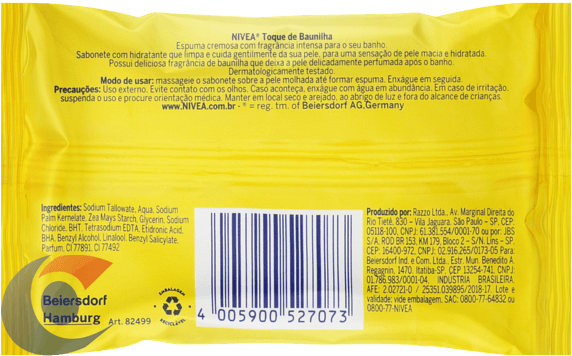 NIVEA® Toque de Baunilha
Espuma cremosa com fragrância intensa para o seu banho.
Sabonete com hidratante que limpa e cuida gentilmente da sua pele, para uma sensação de pele macia e hidratada.
Possui deliciosa fragrância de baunilha que deixa a pele delicadamente perfumada após o banho.
Dermatologicamente testado.
Modo de usar: massageie o sabonete sobre a pele molhada até formar espuma. Enxágue em seguida.
Precauções: Uso externo. Evite contato com os olhos. Caso aconteça, enxágue com água em abundância. Em caso de irritação,
suspenda o uso e procure orientação médica. Manter em local seco e arejado, ao abrigo de luz e fora do alcance de crianças.
www.NIVEA.com.br - ® = reg. tm. of Beiersdorf AG.Germany
Ingredientes: Sodium Tallowate, Aqua, Sodium
Palm Kernelate, Zea Mays Starch, Glycerin, Sodium
Chloride, BHT, Tetrasodium EDTA, Etidronic Acid,
BHA, Benzyl Alcohol, Linalool, Benzyl Salicylate,
Parfum, CI 77891, CI 77492
Beiersdorf
Hamburg
Art. 82499
EMBALAGEM
RECICLÁVEL
4 005900 527073
Produzido por: Razzo Ltda., Av. Marginal Direita do
Rio Tietê, 830 – Vila Jaguara. São Paulo – SP, CEP:
05118-100, CNPJ: 61.381.554/0001-70 ou por: JBS
S/A. ROD BR 153, KM 179, Bloco 2 – S/N. Lins – SP.
CEP: 16400-972, CNPJ: 02.916.265/0173-05 Para:
Beiersdorf Ind. e Com. Ltda., Estr. Mun. Benedito A.
Regagnin, 1470. Itatiba-SP, CEP 13254-741. CNPJ:
01.786.983/0001-04. INDÚSTRIA BRASILEIRA.
AFE: 2.02721-0 / 25351.039895/2018-17. Lote e
validade: vide embalagem, SAC: 0800-77-64832 ou
0800-77-NIVEA